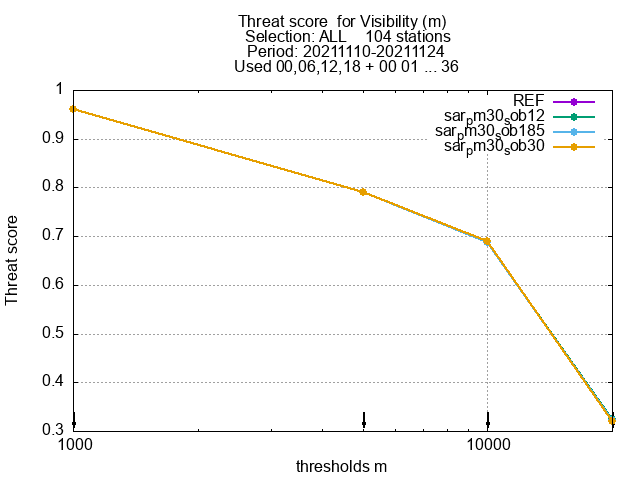 Threat score  for Visibility (m)
Selection: ALL    104 stations
Period: 20211110-20211124
Used 00,06,12,18 + 00 01 ... 36
REF
sarpm30sob12
sarpm30sob185
sarpm30sob30
1
0.9
0.8
0.7
0.6
0.5
0.4
0.3
Threat score
1000
10000
thresholds m